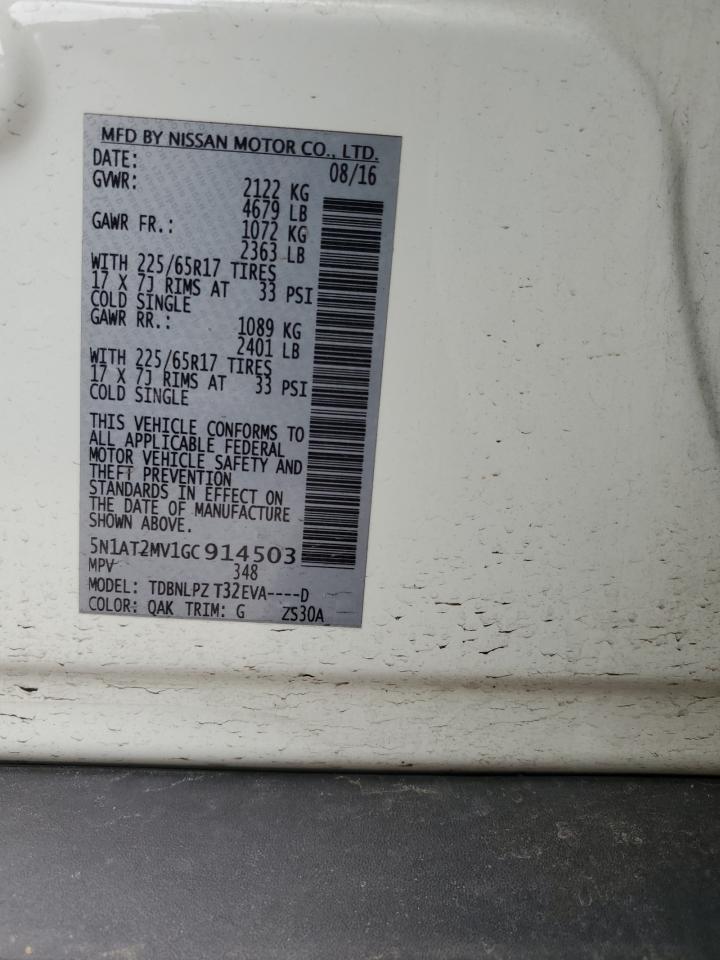 MFD BY NISSAN MOTOR CO., LTD.
DATE: 08/16
GVWR: 2122 KG
4679 LB
GAWR FR.: 1072 KG
2363 LB
WITH 225/65R17 TIRES
17 X 7J RIMS AT 33 PSI
COLD SINGLE
GAWR RR.: 1089 KG
2401 LB
WITH 225/65R17 TIRES
17 X 7J RIMS AT 33 PSI
COLD SINGLE
THIS VEHICLE CONFORMS TO
ALL APPLICABLE FEDERAL
MOTOR VEHICLE SAFETY AND
THEFT PREVENTION
STANDARDS IN EFFECT ON
THE DATE OF MANUFACTURE
SHOWN ABOVE.
5N1AT2MV1GC914503
MPV 348
MODEL: TDBNLPZ T32EVA----D
COLOR: QAK TRIM: G ZS30A